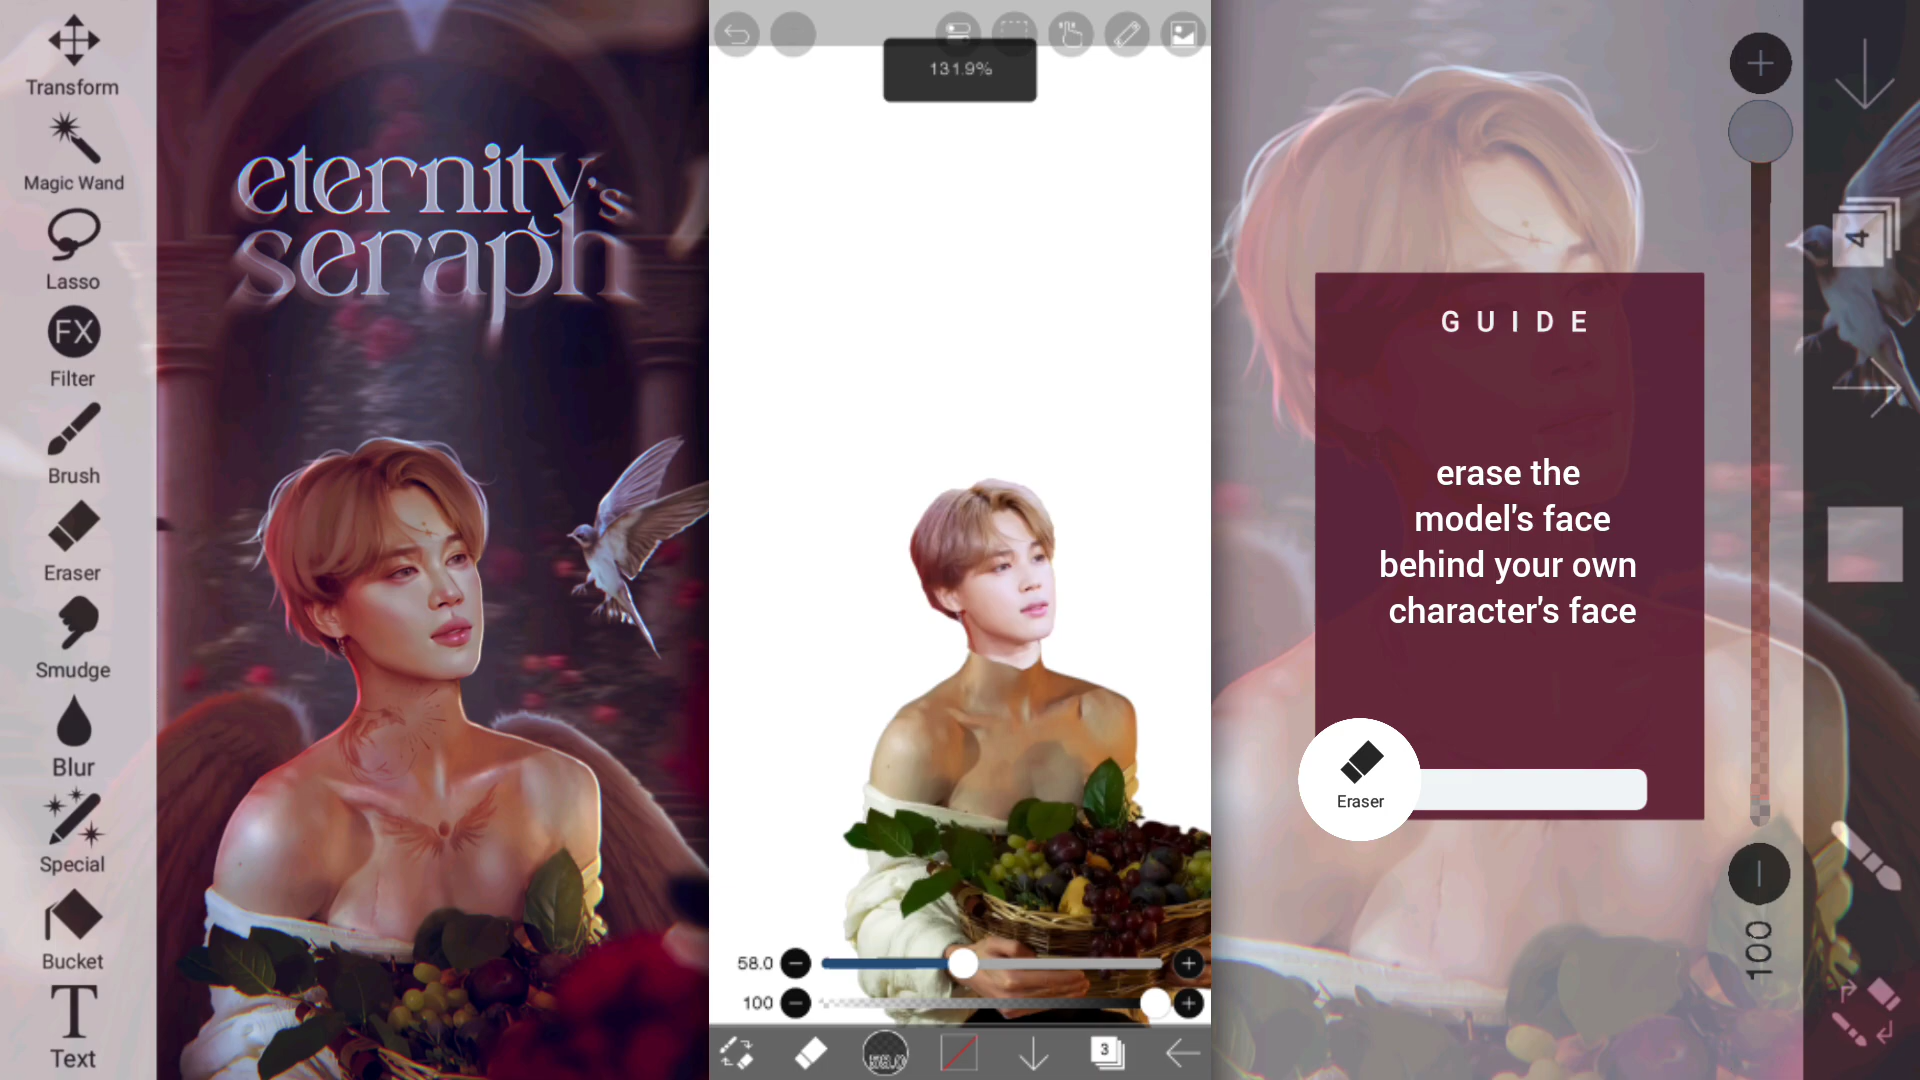 Transform
Magic Wand
Lasso
FX
Filter
Brush
Eraser
Smudge
Blur
Special
Bucket
T
Text
eternity's
seraph
131.9%
58.0
100
3
GUIDE
erase the
model's face
behind your own
character's face
Eraser
4
100